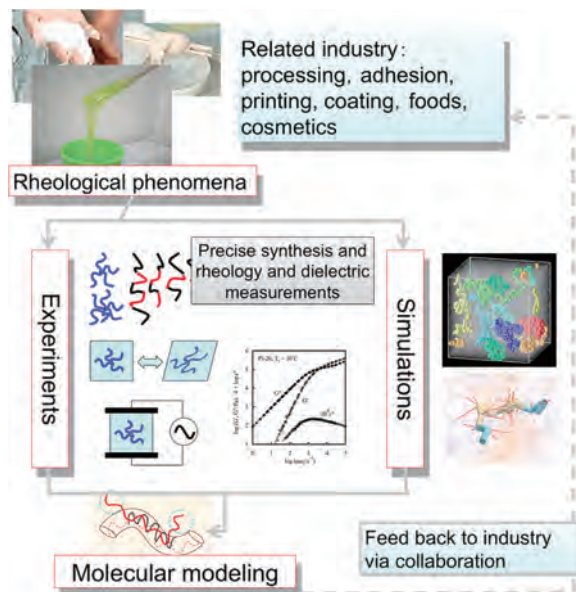 Related industry:
processing, adhesion,
printing, coating, foods,
cosmetics
Rheological phenomena
Experiments
Precise synthesis and
rheology and dielectric
measurements
Simulations
Feed back to industry
via collaboration
Molecular modeling